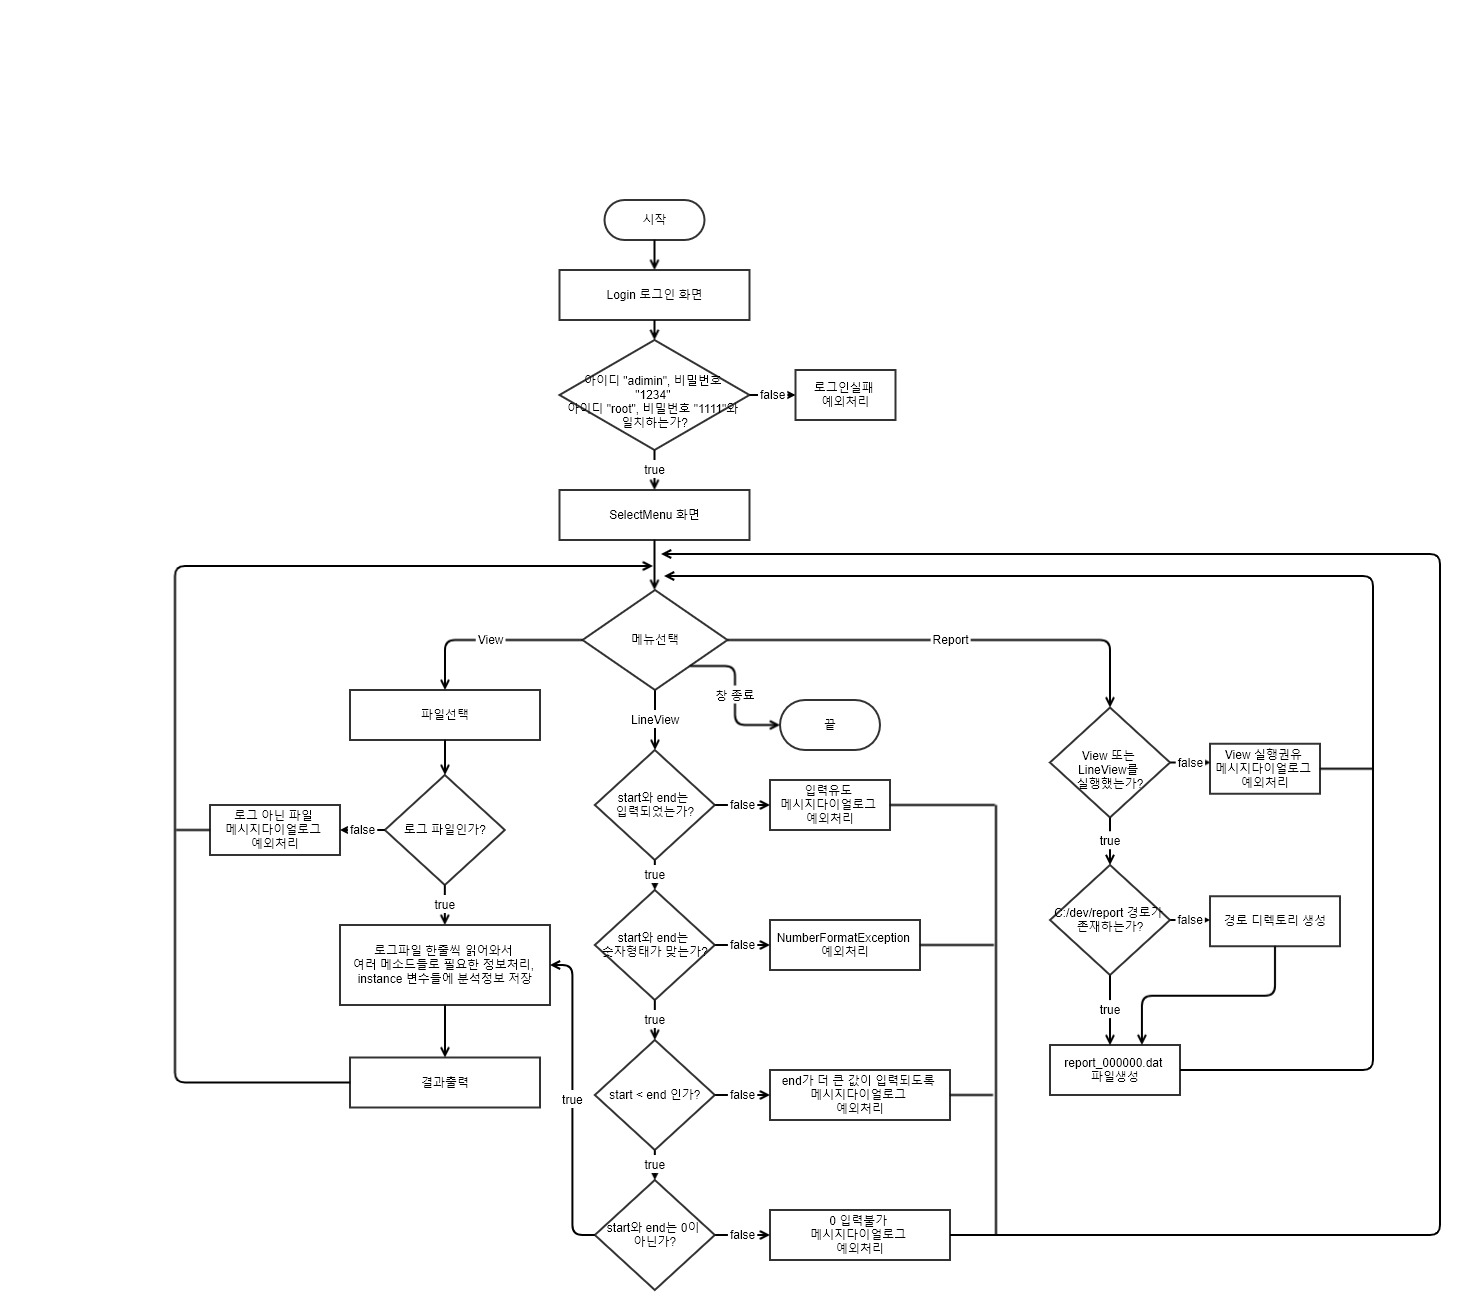 시작
Login 로그인 화면
아이디 "adimin", 비밀번호
"1234"
아이디 "root", 비밀번호 "1111"와
일치하는가?
false
로그인실패
예외처리
true
SelectMenu 화면
메뉴선택
View
Report
창 종료
끝
LineView
파일선택
로그 파일인가?
false
로그 아닌 파일
메시지다이얼로그
예외처리
true
로그파일 한줄씩 읽어와서
여러 메소드들로 필요한 정보처리,
instance 변수들에 분석정보 저장
결과출력
start와 end는
입력되었는가?
false
입력유도
메시지다이얼로그
예외처리
true
start와 end는
숫자형태가 맞는가?
false
NumberFormatException
예외처리
true
start < end 인가?
false
end가 더 큰 값이 입력되도록
메시지다이얼로그
예외처리
true
start와 end는 0이
아닌가?
false
0 입력불가
메시지다이얼로그
예외처리
true
View 또는
LineView를
실행했는가?
false
View 실행권유
메시지다이얼로그
예외처리
true
C:/dev/report 경로가
존재하는가?
false
경로 디렉토리 생성
true
report_000000.dat
파일생성